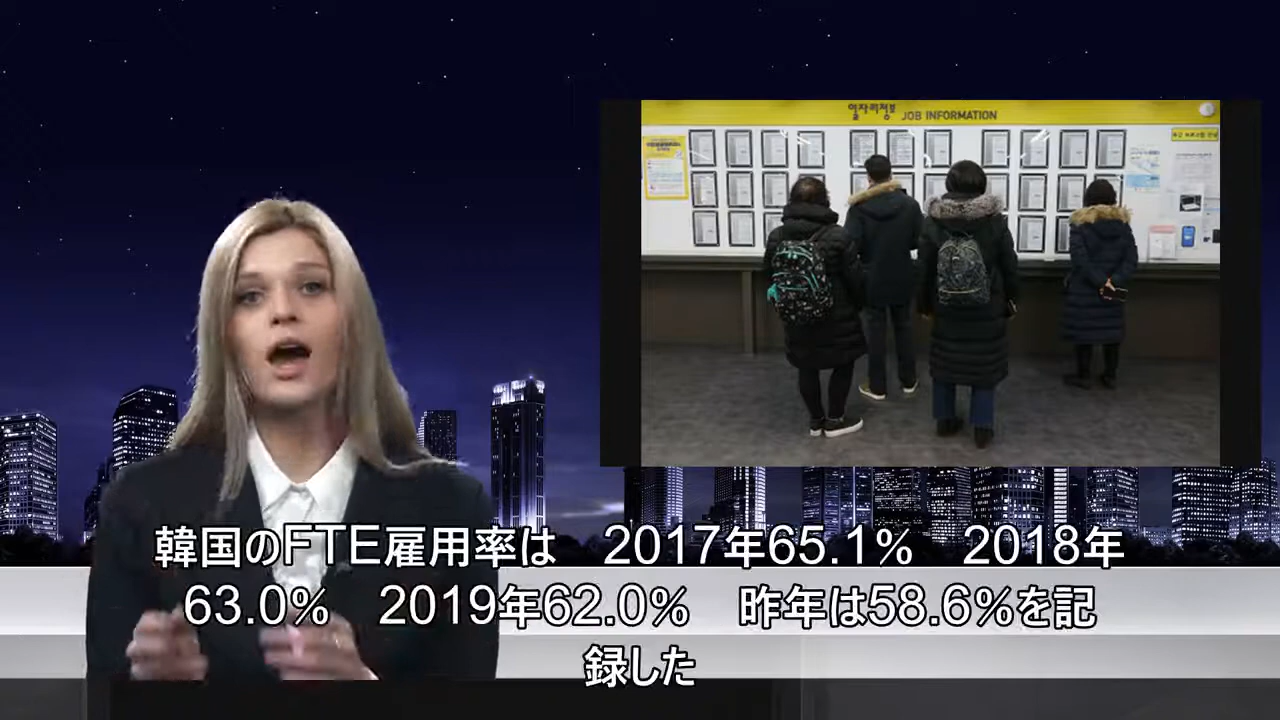 일자리정보 JOB INFORMATION
韓国のFTE雇用率は　2017年65.1%　2018年
63.0%　2019年62.0%　昨年は58.6%を記
録した